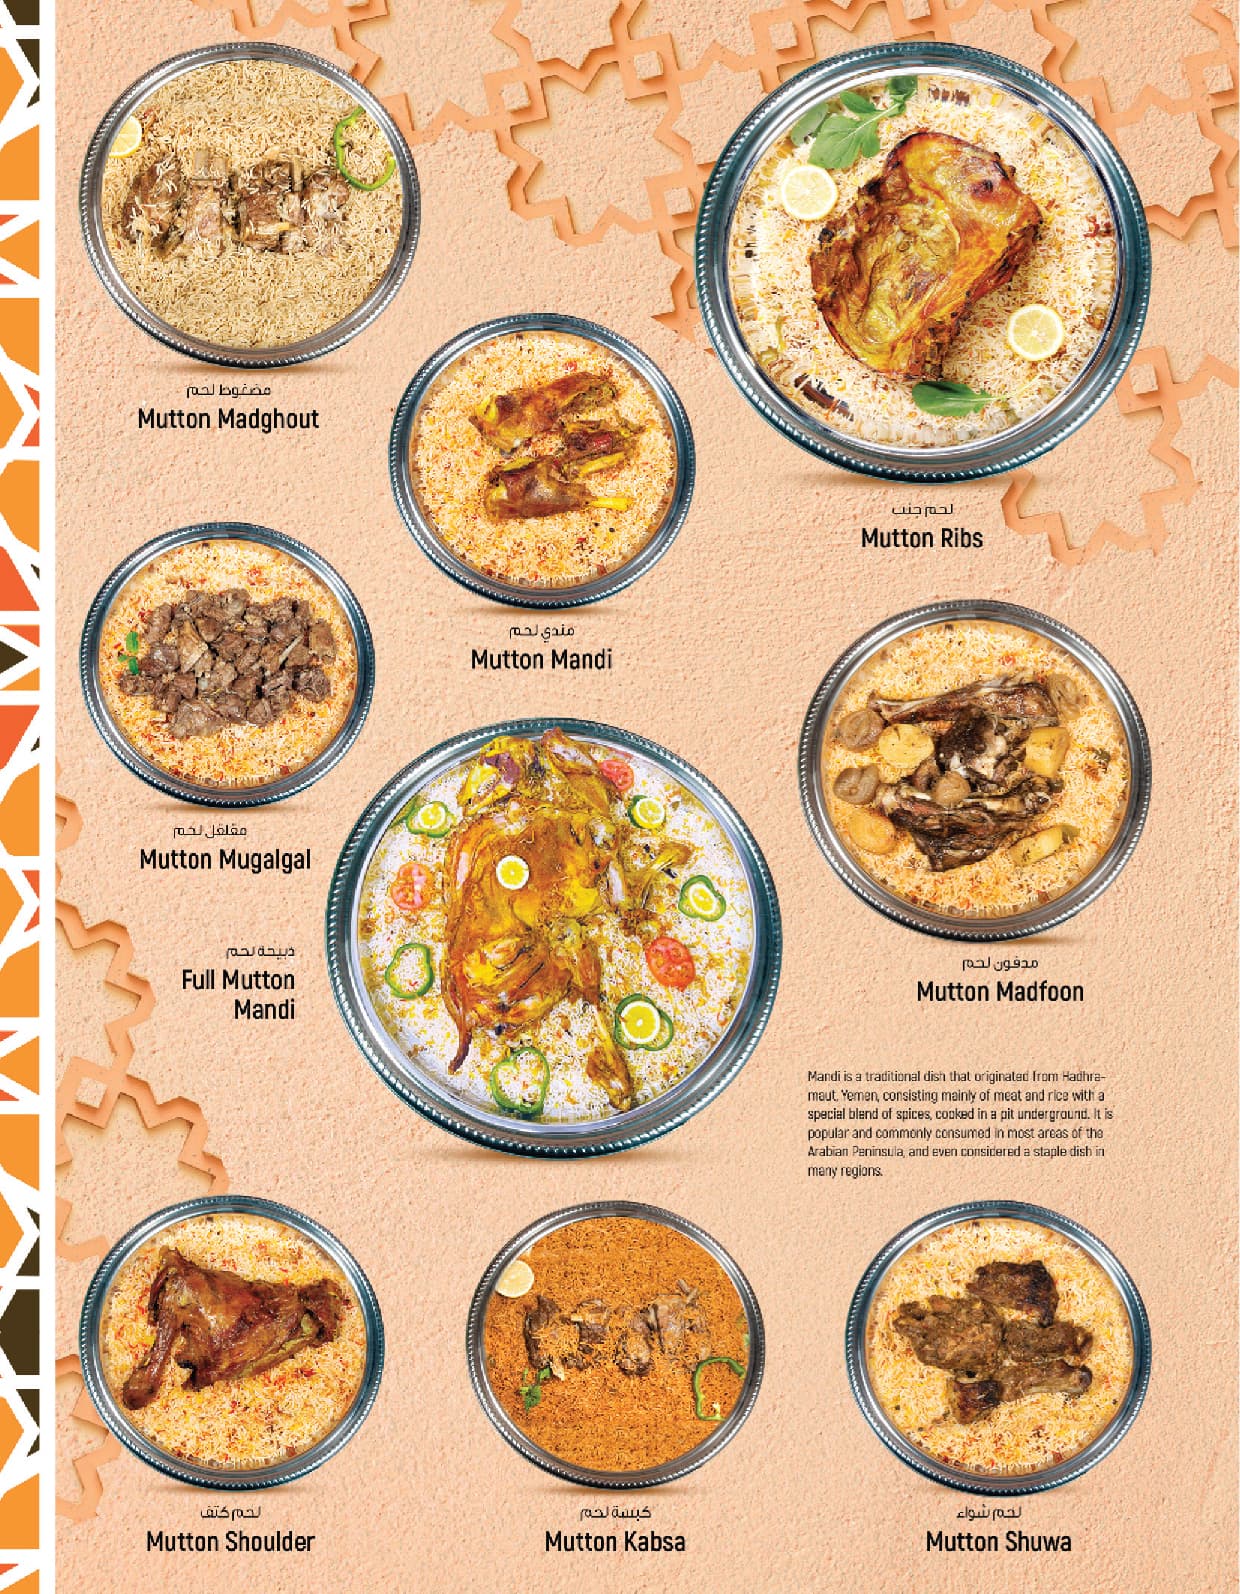 مضغوط لحم
Mutton Madghout
لحم جنب
Mutton Ribs
مندي لحم
Mutton Mandi
مقلقل لحم
Mutton Mugalgal
ذبيحة لحم
Full Mutton
Mandi
مدفون لحم
Mutton Madfoon
Mandi is a traditional dish that originated from Hadhra-
maut, Yemen, consisting mainly of meat and rice with a
special blend of spices, cooked in a pit underground. It is
popular and commonly consumed in most areas of the
Arabian Peninsula, and even considered a staple dish in
many regions.
لحم كتف
Mutton Shoulder
كبسة لحم
Mutton Kabsa
لحم شواء
Mutton Shuwa